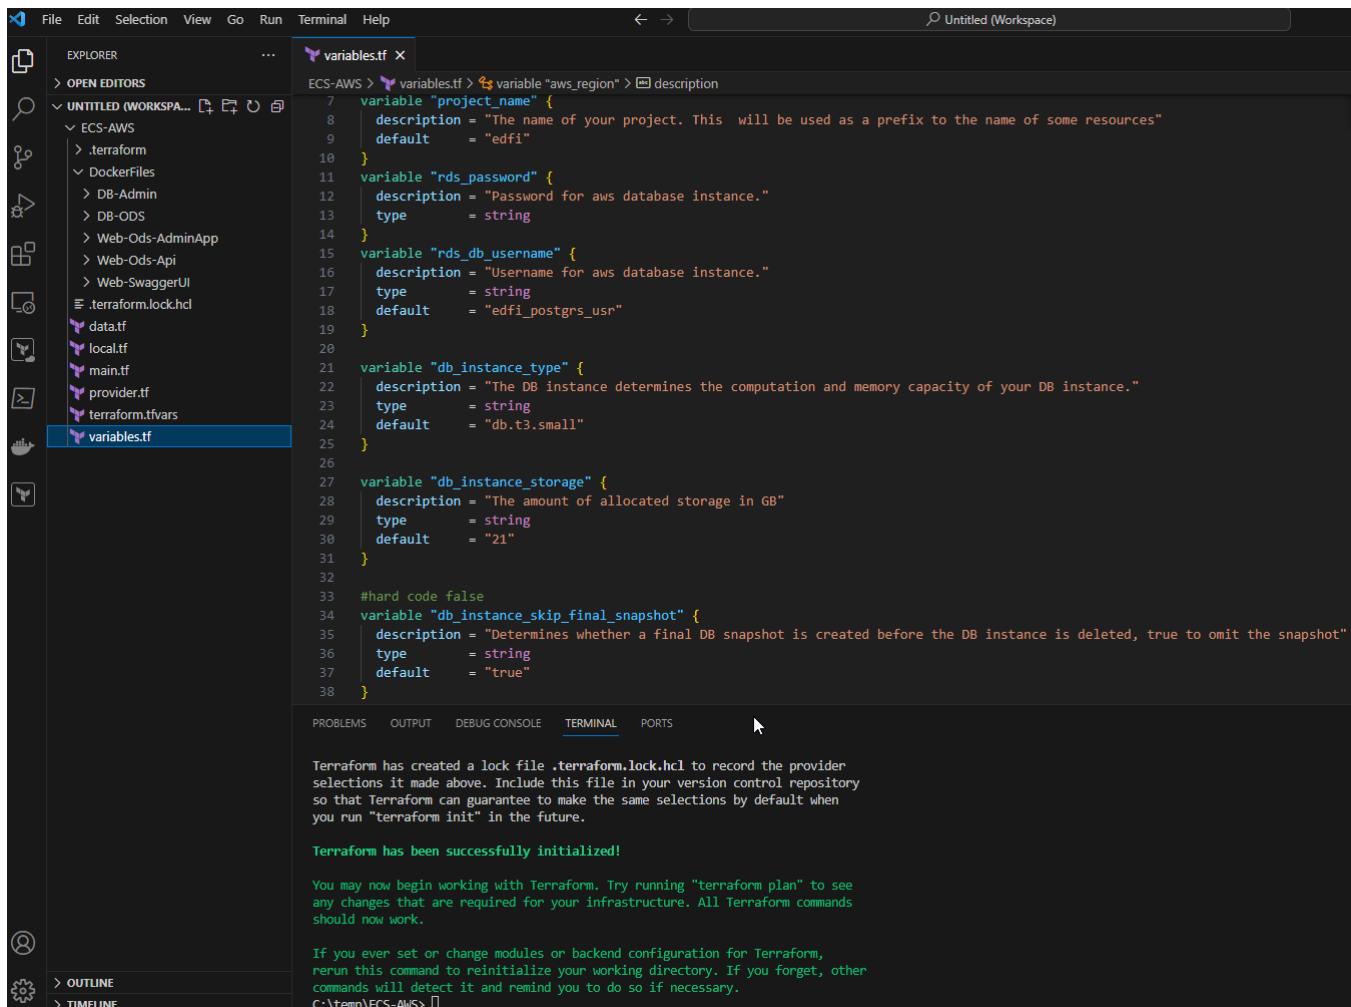 File Edit Selection View Go Run Terminal Help
Untitled (Workspace)
EXPLORER
OPEN EDITORS
UNTITLED (WORKSPA...
ECS-AWS
.terraform
DockerFiles
DB-Admin
DB-ODS
Web-Ods-AdminApp
Web-Ods-Api
Web-SwaggerUI
.terraform.lock.hcl
data.tf
local.tf
main.tf
provider.tf
terraform.tfvars
variables.tf
OUTLINE
TIMELINE
variables.tf
ECS-AWS > variables.tf > variable "aws_region" > description
7 variable "project_name" {
8 description = "The name of your project. This  will be used as a prefix to the name of some resources"
9 default = "edfi"
10 }
11 variable "rds_password" {
12 description = "Password for aws database instance."
13 type = string
14 }
15 variable "rds_db_username" {
16 description = "Username for aws database instance."
17 type = string
18 default = "edfi_postgrs_usr"
19 }
20
21 variable "db_instance_type" {
22 description = "The DB instance determines the computation and memory capacity of your DB instance."
23 type = string
24 default = "db.t3.small"
25 }
26
27 variable "db_instance_storage" {
28 description = "The amount of allocated storage in GB"
29 type = string
30 default = "21"
31 }
32
33 #hard code false
34 variable "db_instance_skip_final_snapshot" {
35 description = "Determines whether a final DB snapshot is created before the DB instance is deleted, true to omit the snapshot"
36 type = string
37 default = "true"
38 }
PROBLEMS OUTPUT DEBUG CONSOLE TERMINAL PORTS
Terraform has created a lock file .terraform.lock.hcl to record the provider
selections it made above. Include this file in your version control repository
so that Terraform can guarantee to make the same selections by default when
you run "terraform init" in the future.
Terraform has been successfully initialized!
You may now begin working with Terraform. Try running "terraform plan" to see
any changes that are required for your infrastructure. All Terraform commands
should now work.
If you ever set or change modules or backend configuration for Terraform,
rerun this command to reinitialize your working directory. If you forget, other
commands will detect it and remind you to do so if necessary.
C:\temp\ECS-AWS>